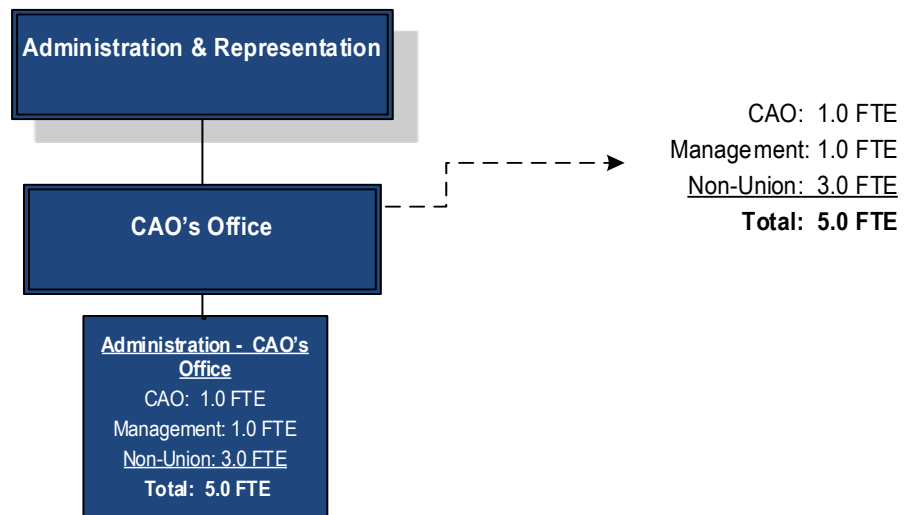 Administration & Representation
CAO: 1.0 FTE
Management: 1.0 FTE
Non-Union: 3.0 FTE
Total: 5.0 FTE
CAO's Office
Administration - CAO's
Office
CAO: 1.0 FTE
Management: 1.0 FTE
Non-Union: 3.0 FTE
Total: 5.0 FTE